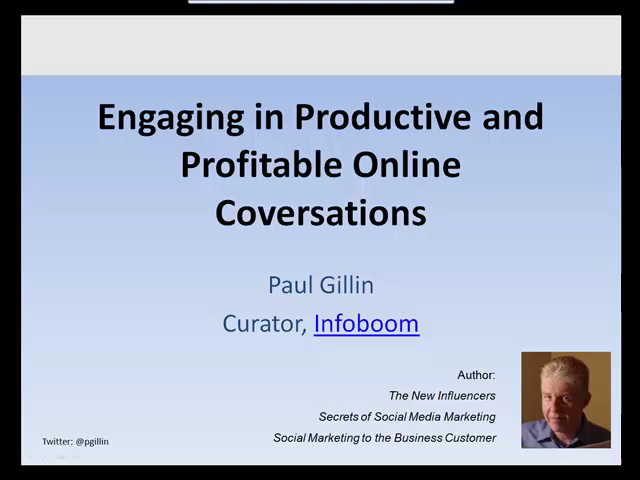 Engaging in Productive and
Profitable Online
Coversations
Paul Gillin
Curator, Infoboom
Author:
The New Influencers
Secrets of Social Media Marketing
Social Marketing to the Business Customer
Twitter: @pgillin